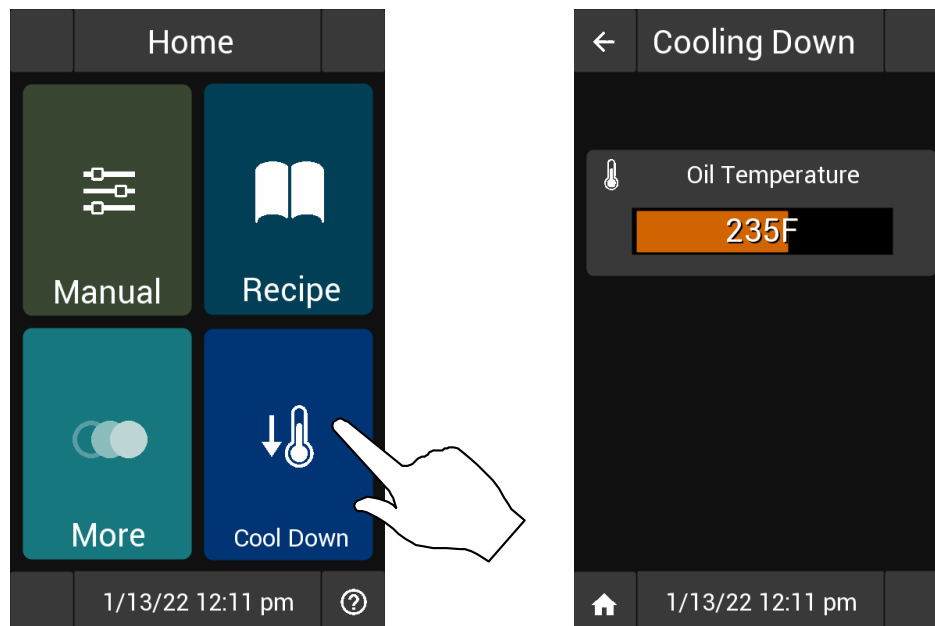 Home
Manual
Recipe
More
Cool Down
1/13/22 12:11 pm
Cooling Down
Oil Temperature
235F
1/13/22 12:11 pm